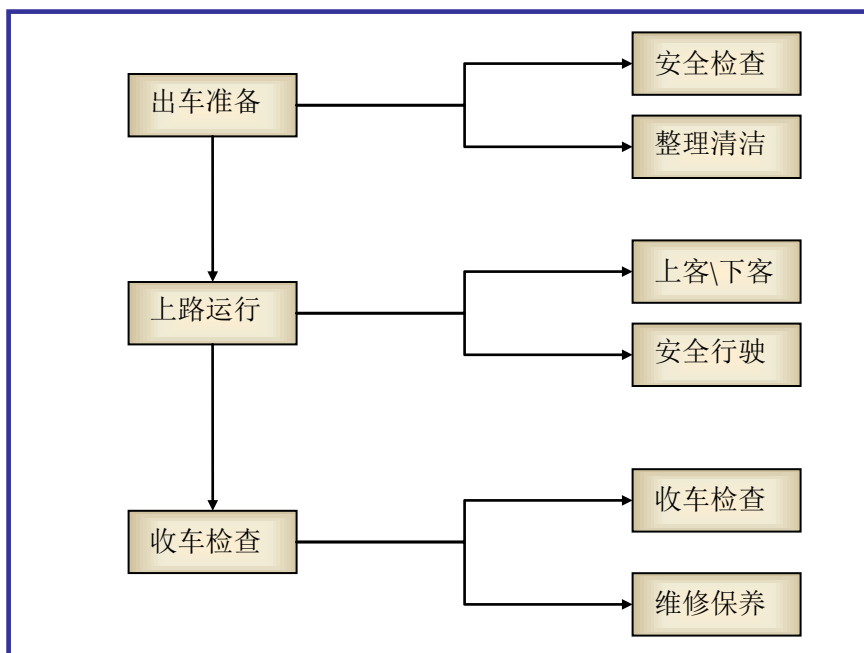 出车准备
安全检查
整理清洁
上路运行
上客\下客
安全行驶
收车检查
收车检查
维修保养